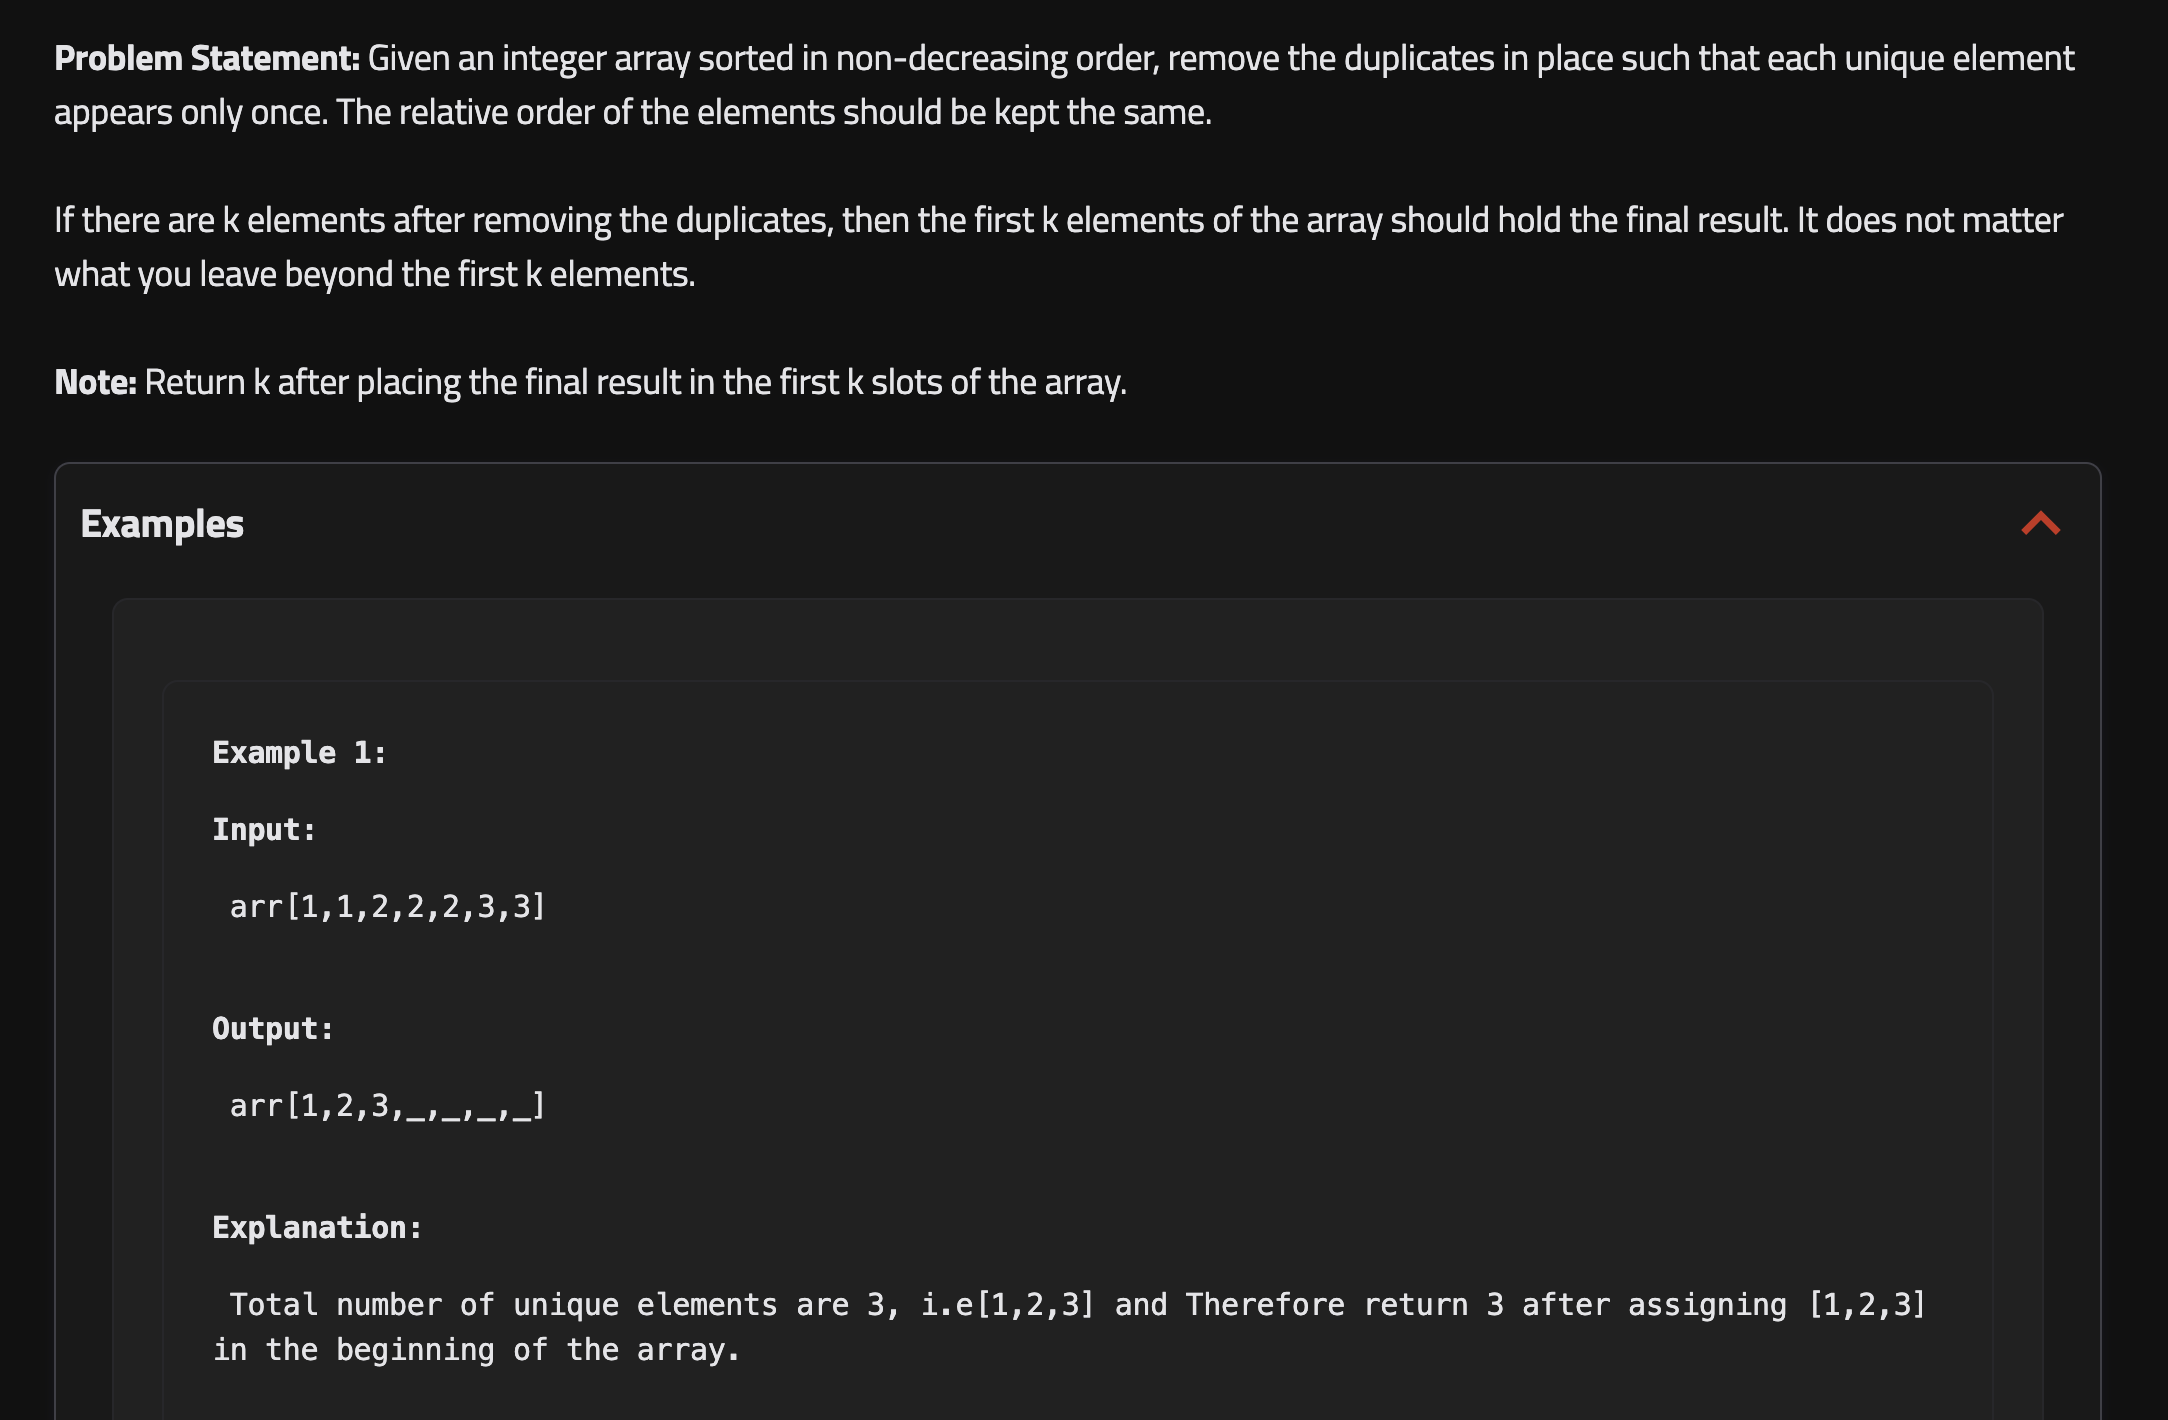 Problem Statement: Given an integer array sorted in non-decreasing order, remove the duplicates in place such that each unique element
appears only once. The relative order of the elements should be kept the same.
If there are k elements after removing the duplicates, then the first k elements of the array should hold the final result. It does not matter
what you leave beyond the first k elements.
Note: Return k after placing the final result in the first k slots of the array.
Examples
Example 1:
Input:
arr[1,1,2,2,2,3,3]
Output:
arr[1,2,3,_,_,_,_]
Explanation:
Total number of unique elements are 3, i.e[1,2,3] and Therefore return 3 after assigning [1,2,3]
in the beginning of the array.